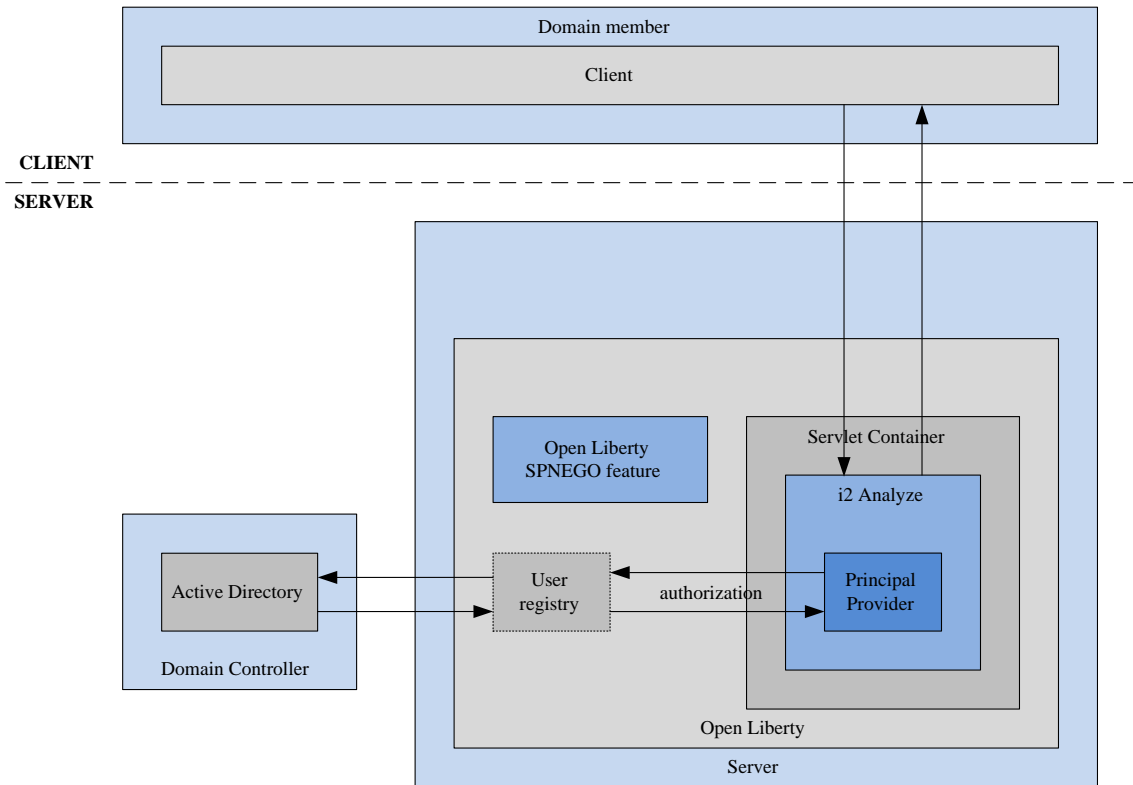 Domain member
Client
CLIENT
SERVER
Servlet Container
Open Liberty
SPNEGO feature
i2 Analyze
Active Directory
User
registry
authorization
Principal
Provider
Domain Controller
Open Liberty
Server